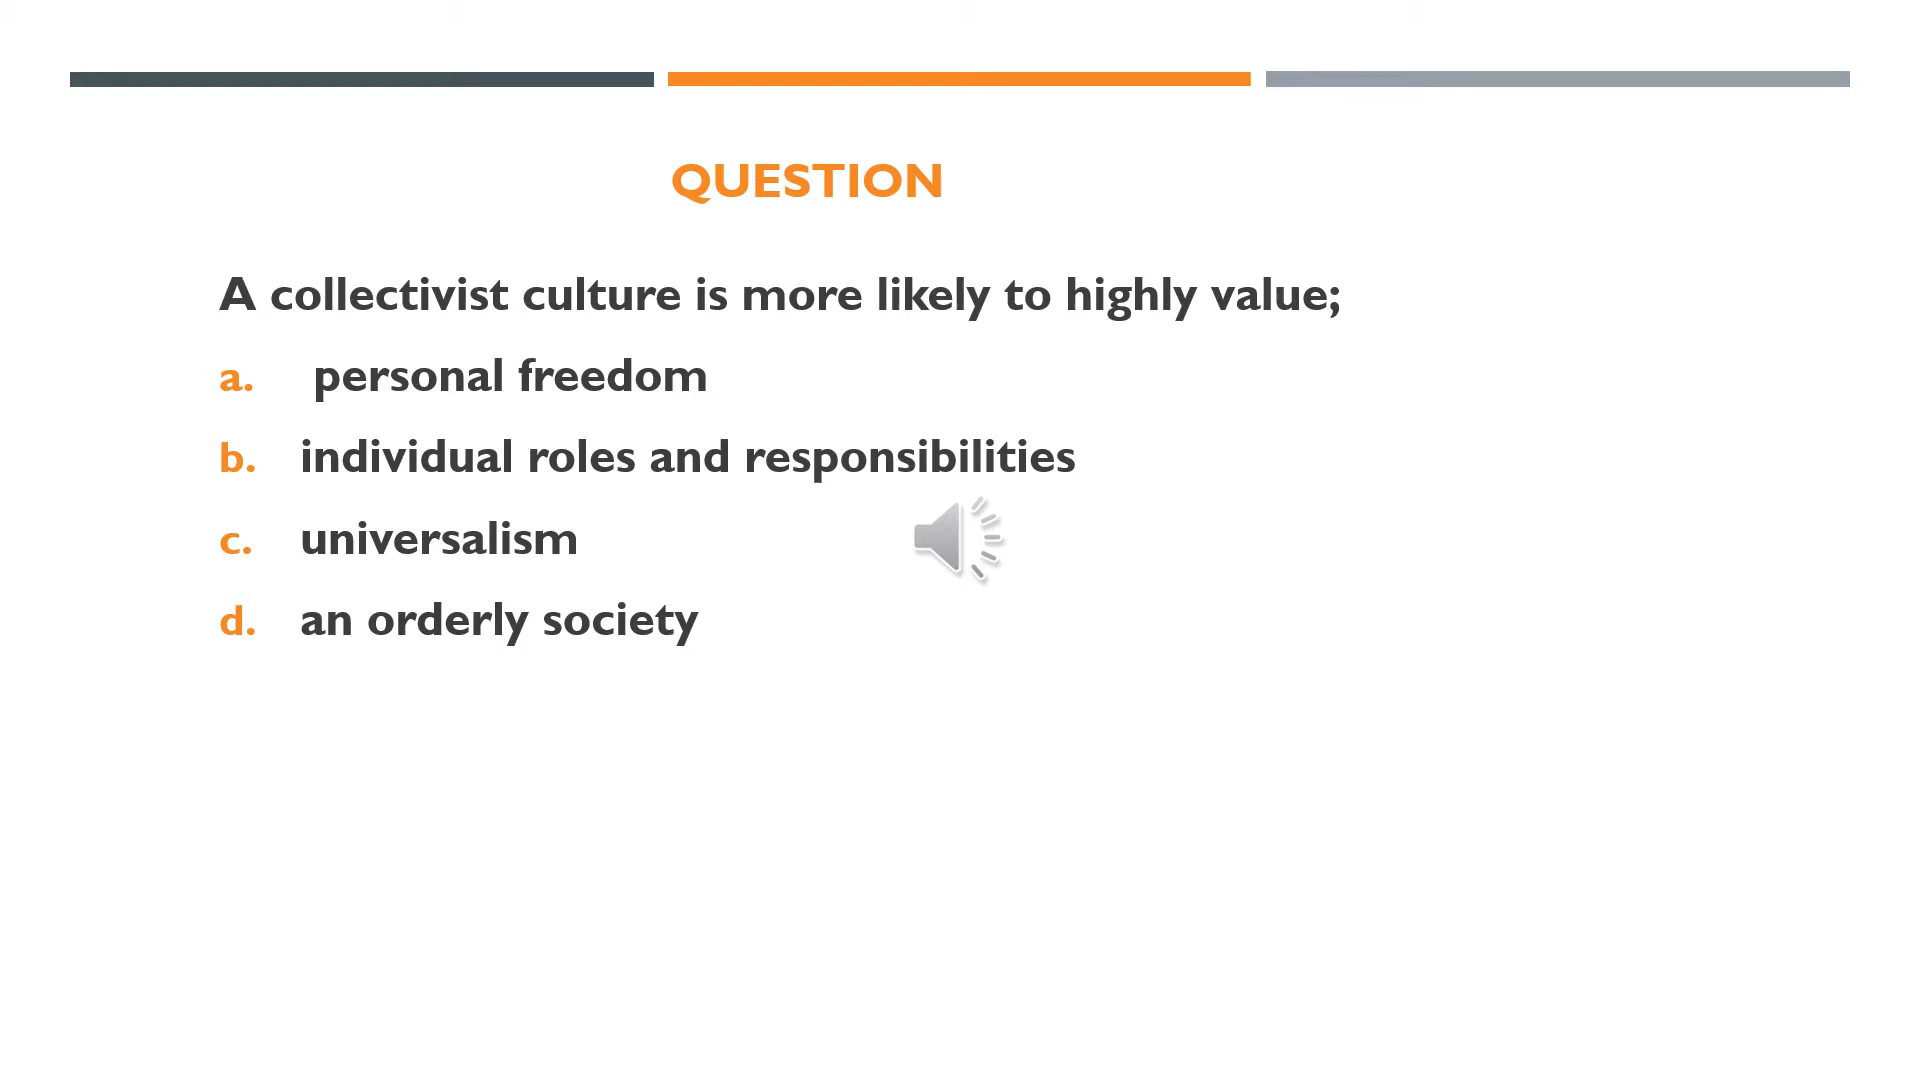 QUESTION
A collectivist culture is more likely to highly value;
a. personal freedom
b. individual roles and responsibilities
c. universalism
d. an orderly society